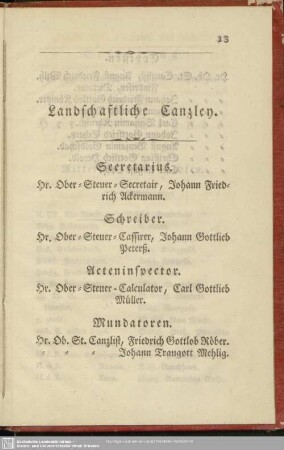 33
Landschaftliche Canzley.
Secretarius.
Hr. Ober-Steuer-Secretair, Johann Fried-
rich Ackermann.
Schreiber.
Hr. Ober-Steuer-Cassirer, Johann Gottlieb
Peterß.
Acteninspector.
Hr. Ober-Steuer-Calculator, Carl Gottlieb
Müller.
Mundatoren.
Hr. Ob. St. Canzlist, Friedrich Gottlob Röber.
" " " Johann Traugott Mehlig.